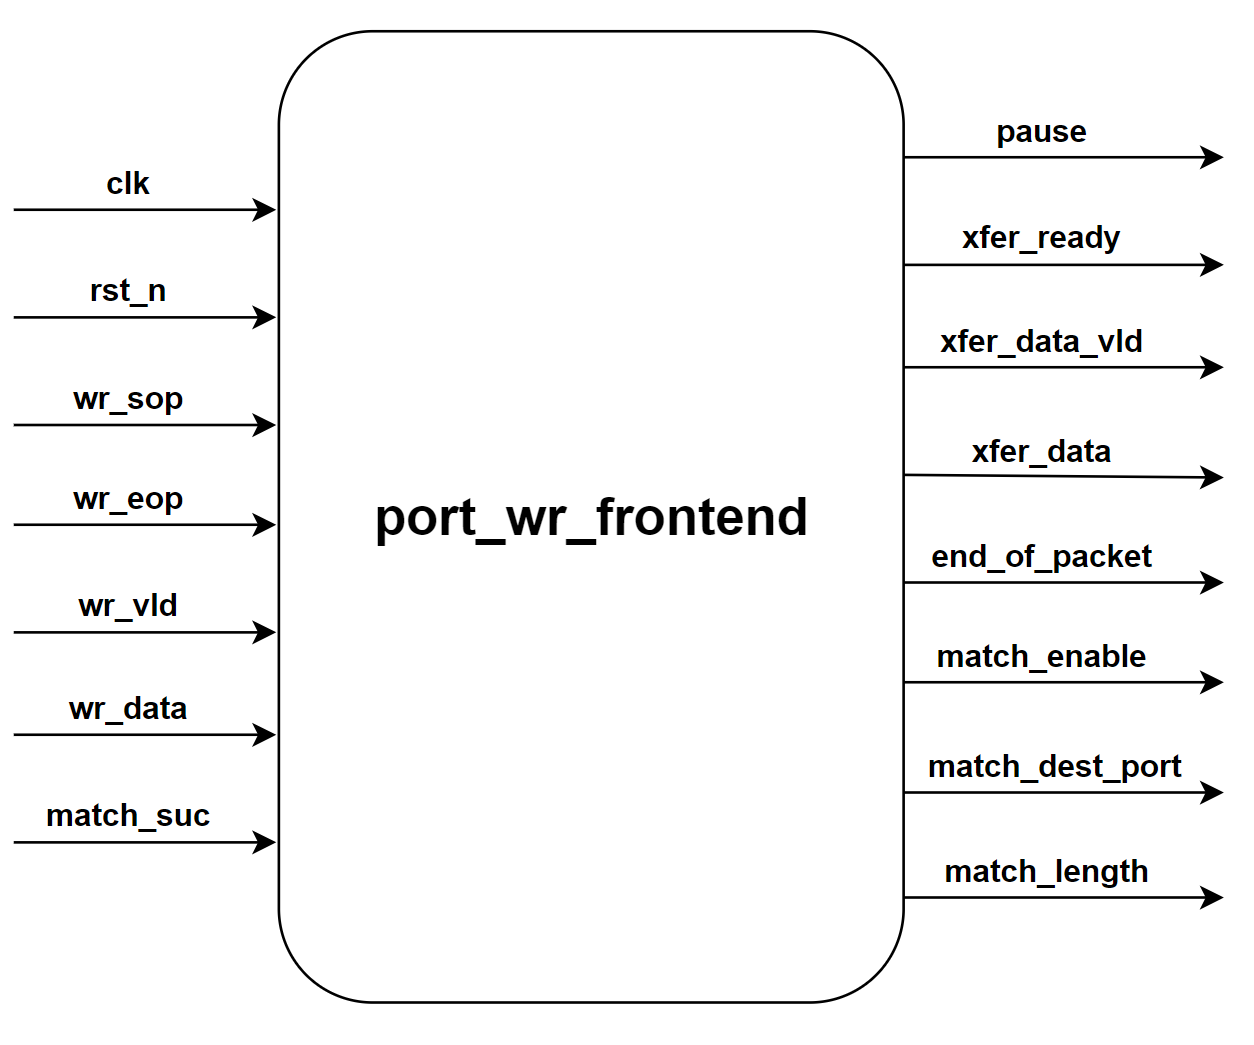 clk
rst_n
wr_sop
wr_eop
wr_vld
wr_data
match_suc
port_wr_frontend
pause
xfer_ready
xfer_data_vld
xfer_data
end_of_packet
match_enable
match_dest_port
match_length